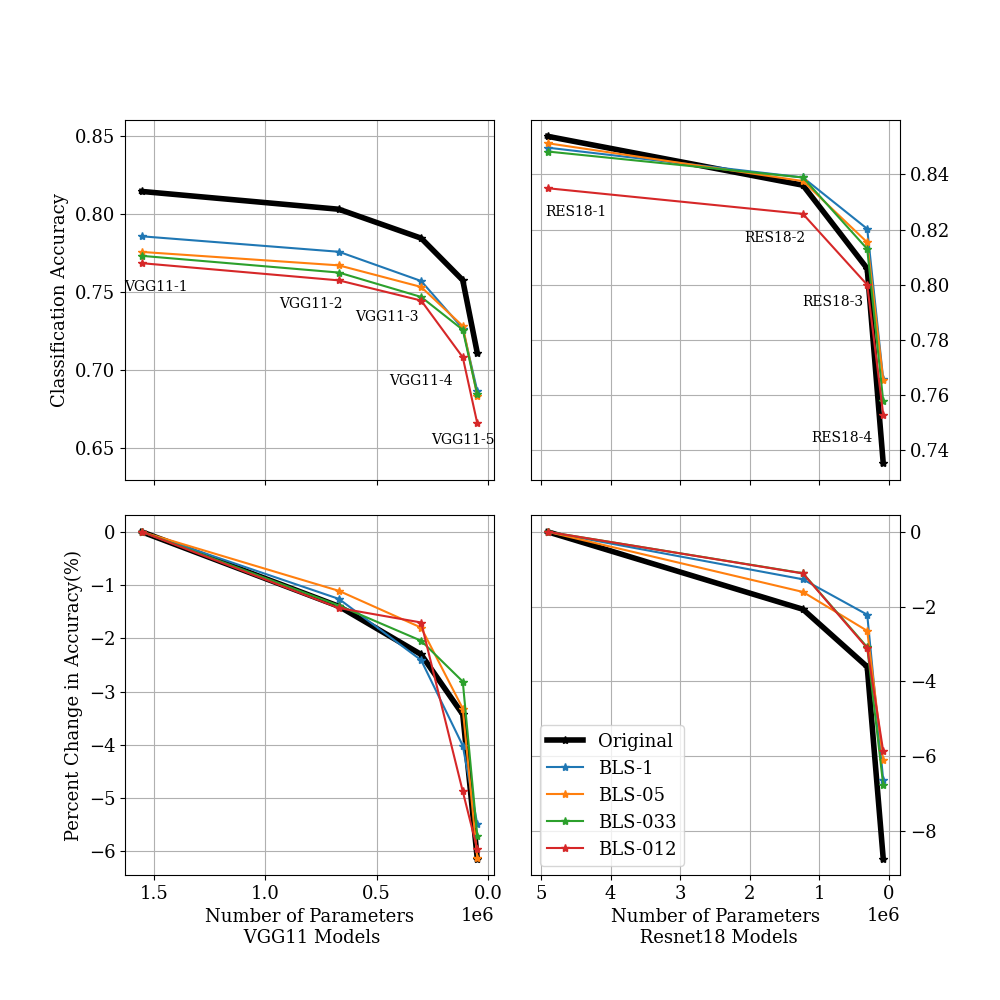 0.85
0.80
0.75
0.70
0.65
Classification Accuracy
VGG11-1
VGG11-2
VGG11-3
VGG11-4
VGG11-5
RES18-1
RES18-2
RES18-3
RES18-4
0.84
0.82
0.80
0.78
0.76
0.74
0
−1
−2
−3
−4
−5
−6
Percent Change in Accuracy(%)
1.5 1.0 0.5 0.0
1e6
Number of Parameters
VGG11 Models
Original
BLS-1
BLS-05
BLS-033
BLS-012
0
−2
−4
−6
−8
5 4 3 2 1 0
1e6
Number of Parameters
Resnet18 Models